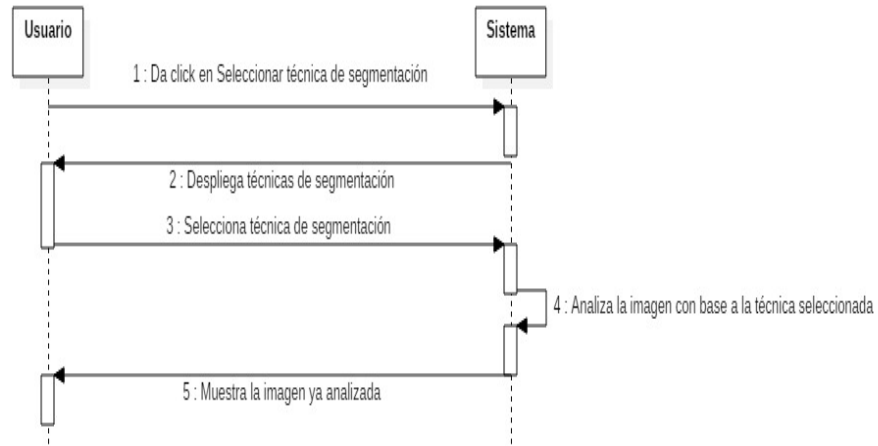 Usuario
Sistema
1 : Da click en Seleccionar técnica de segmentación
2 : Despliega técnicas de segmentación
3 : Selecciona técnica de segmentación
4 : Analiza la imagen con base a la técnica seleccionada
5 : Muestra la imagen ya analizada